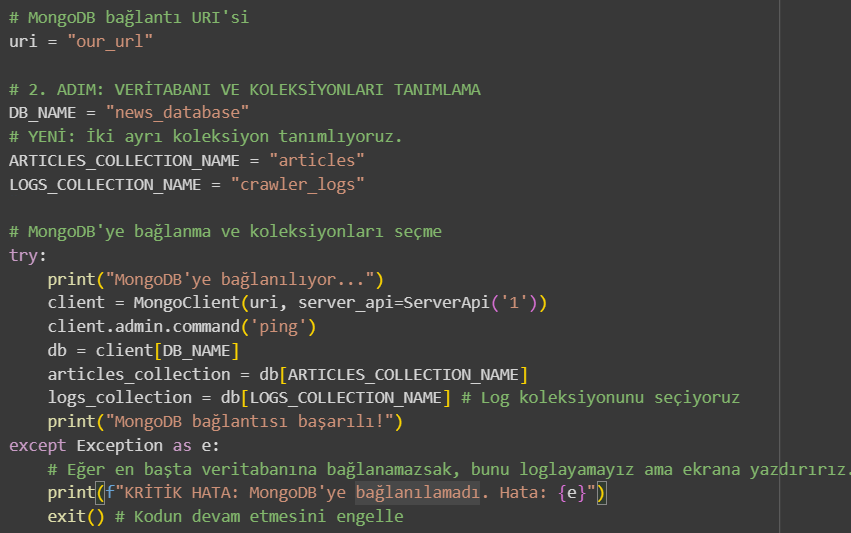 # MongoDB bağlantı URI'si
uri = "our_url"
# 2. ADIM: VERİTABANI VE KOLEKSİYONLARI TANIMLAMA
DB_NAME = "news_database"
# YENİ: İki ayrı koleksiyon tanımlıyoruz.
ARTICLES_COLLECTION_NAME = "articles"
LOGS_COLLECTION_NAME = "crawler_logs"
# MongoDB'ye bağlanma ve koleksiyonları seçme
try:
    print("MongoDB'ye bağlanılıyor...")
    client = MongoClient(uri, server_api=ServerApi('1'))
    client.admin.command('ping')
    db = client[DB_NAME]
    articles_collection = db[ARTICLES_COLLECTION_NAME]
    logs_collection = db[LOGS_COLLECTION_NAME] # Log koleksiyonunu seçiyoruz
    print("MongoDB bağlantısı başarılı!")
except Exception as e:
    # Eğer en başta veritabanına bağlanamazsak, bunu loglayamayız ama ekrana yazdırırız.
    print(f"KRİTİK HATA: MongoDB'ye bağlanılamadı. Hata: {e}")
    exit() # Kodun devam etmesini engelle